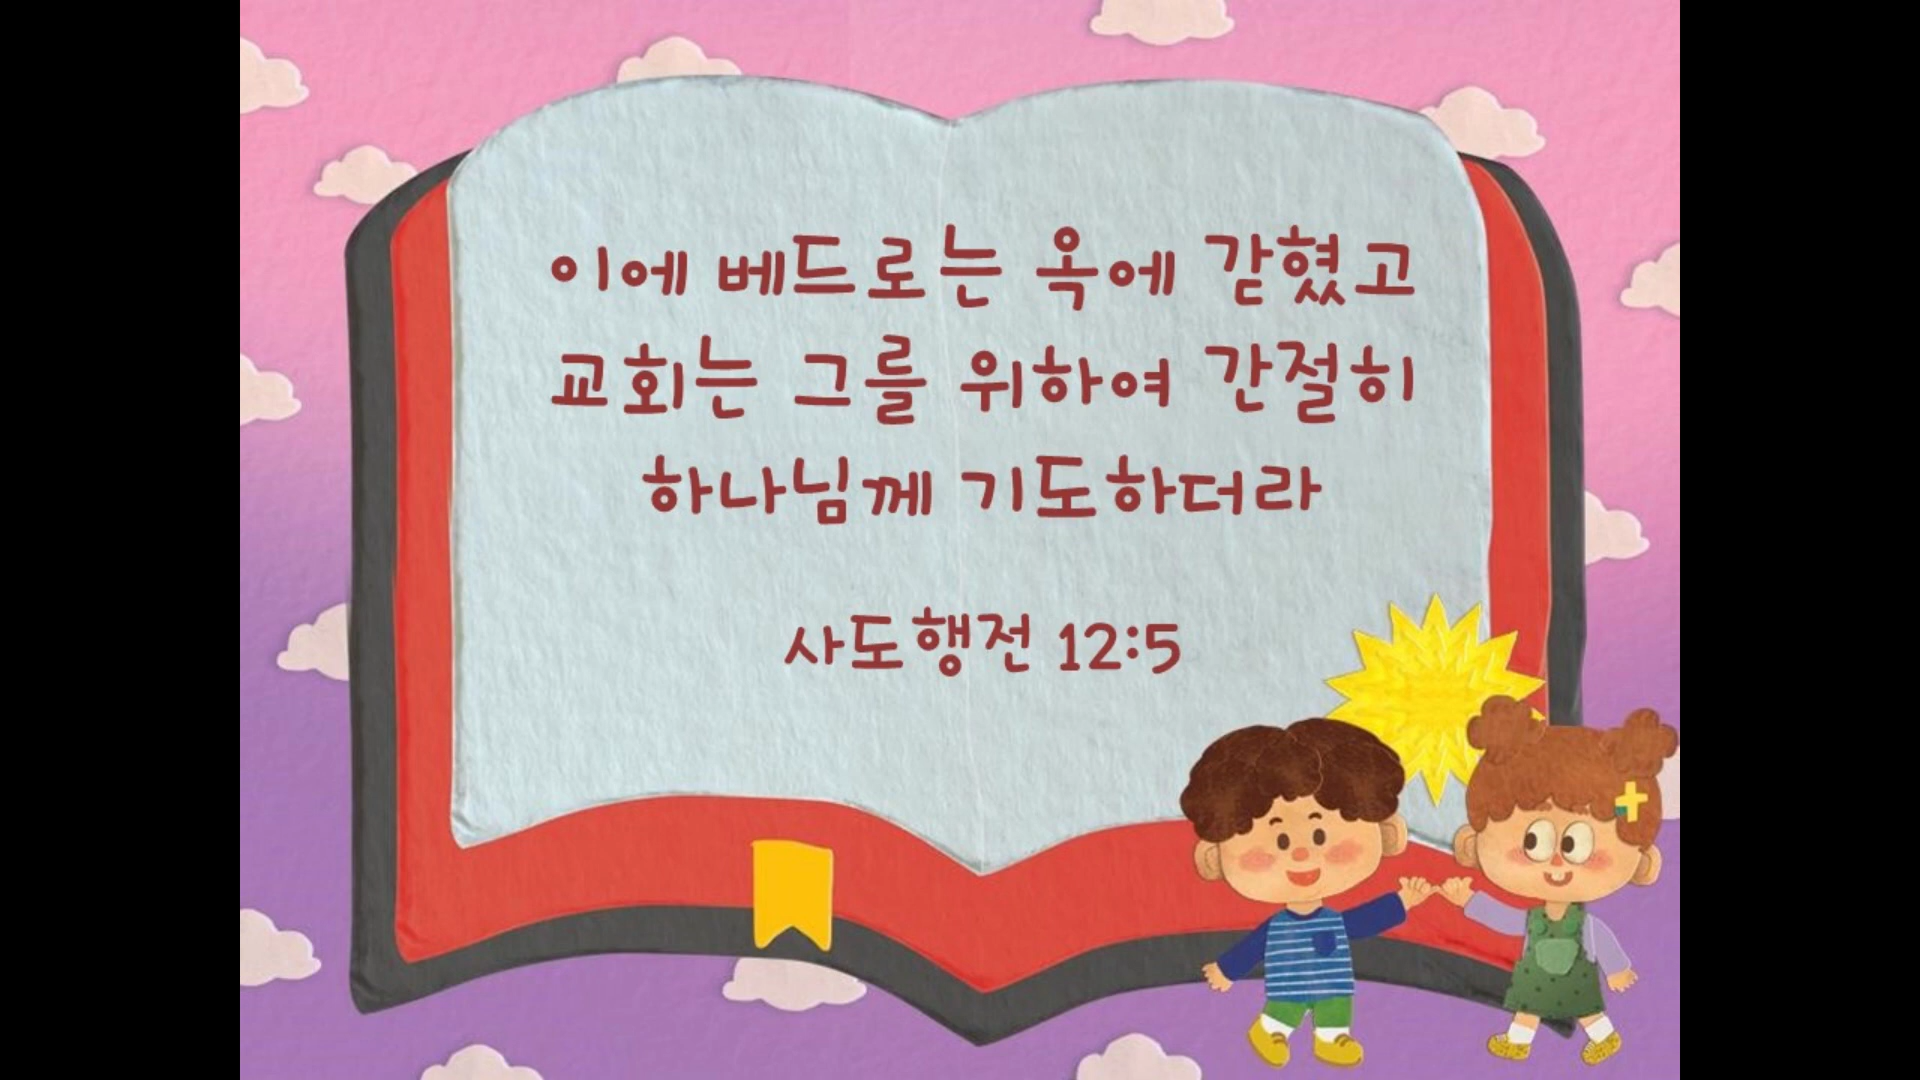 이에 베드로는 옥에 갇혔고
교회는 그를 위하여 간절히
하나님께 기도하더라
사도행전 12:5